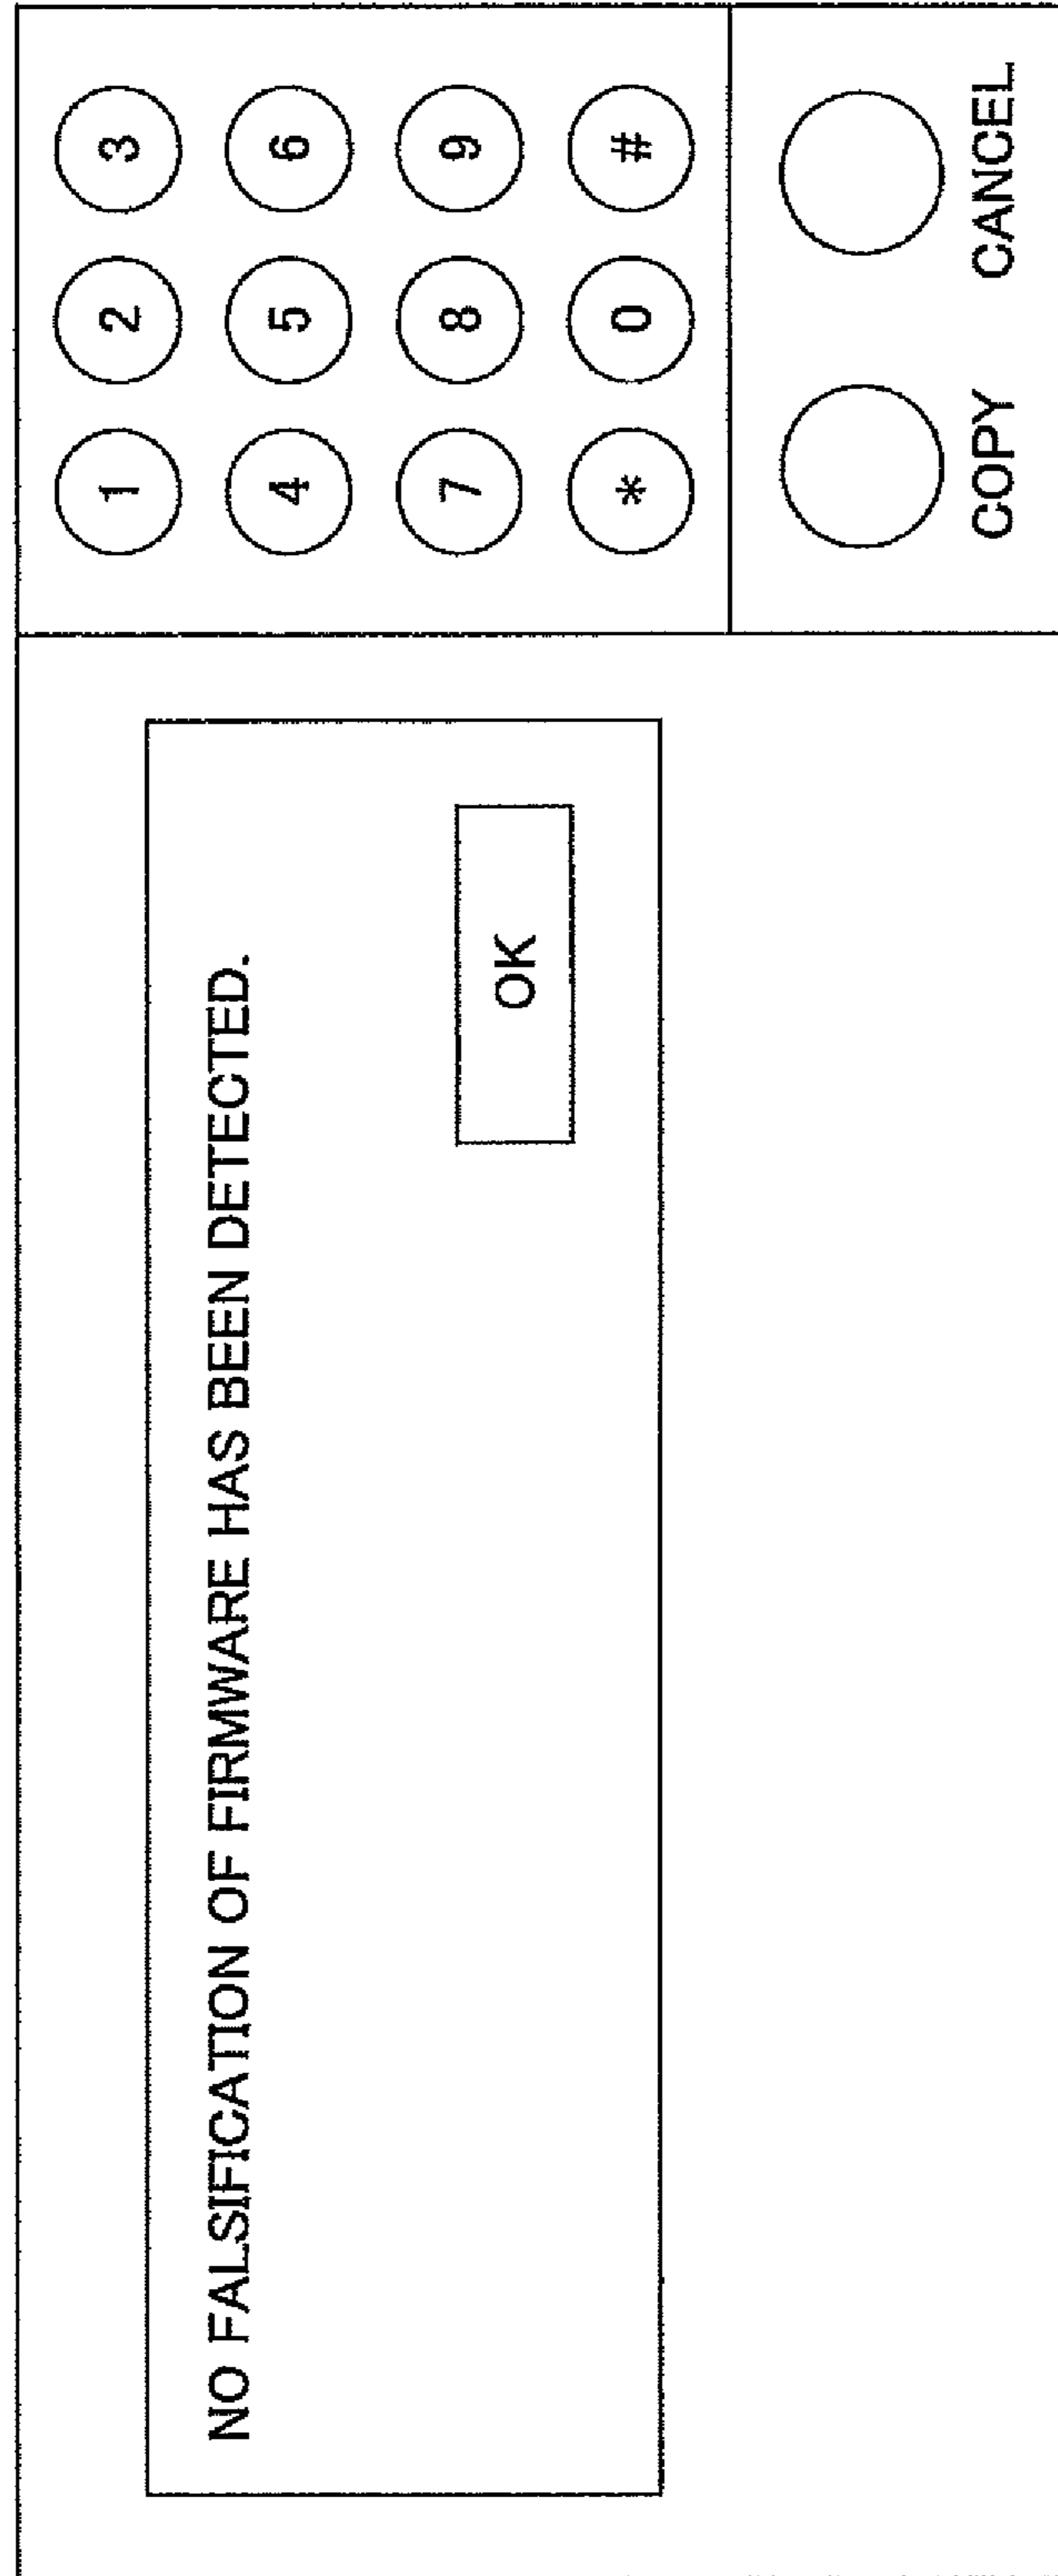 NO FALSIFICATION OF FIRMWARE HAS BEEN DETECTED.
OK
1 2 3
4 5 6
7 8 9
* 0 #
COPY CANCEL